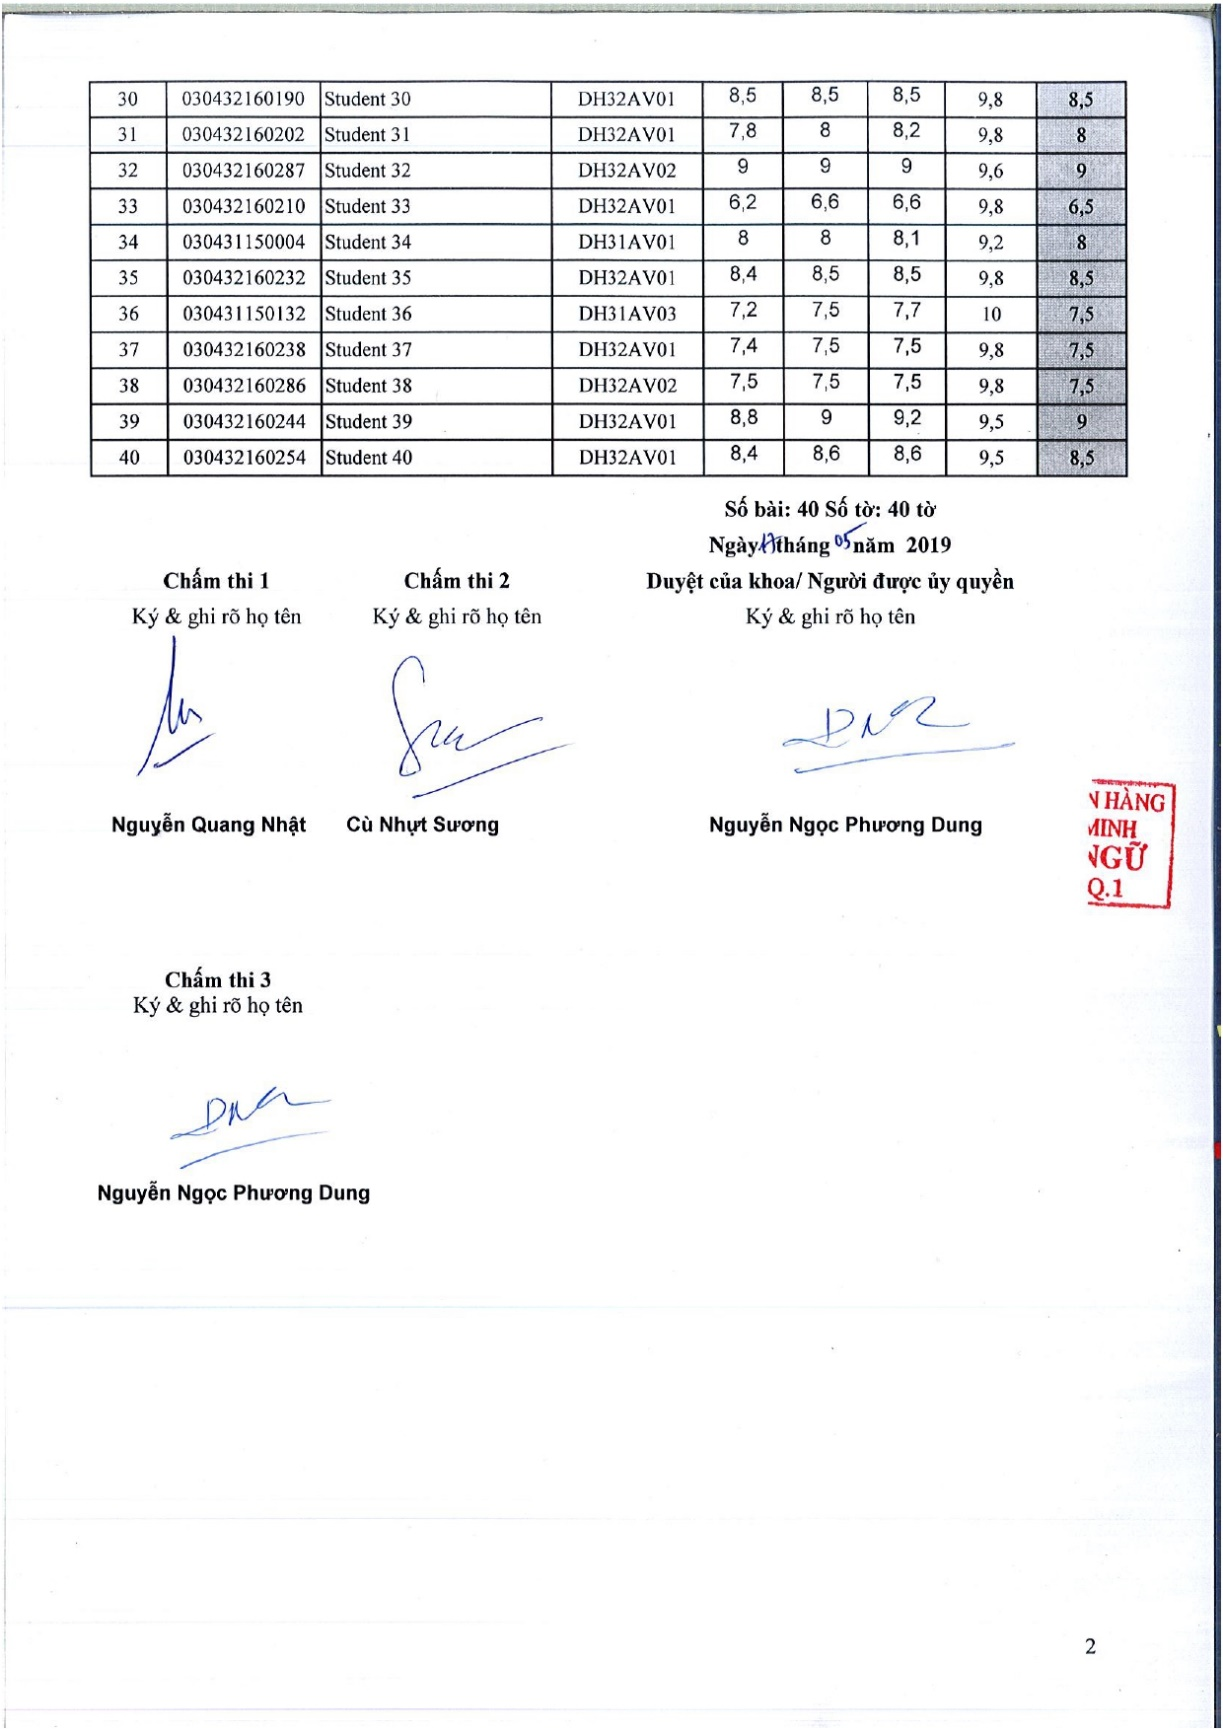 30 030432160190 Student 30 DH32AV01 8,5 8,5 8,5 9,8 8,5
31 030432160202 Student 31 DH32AV01 7,8 8 8,2 9,8 8
32 030432160287 Student 32 DH32AV02 9 9 9 9,6 9
33 030432160210 Student 33 DH32AV01 6,2 6,6 6,6 9,8 6,5
34 030431150004 Student 34 DH31AV01 8 8 8,1 9,2 8
35 030432160232 Student 35 DH32AV01 8,4 8,5 8,5 9,8 8,5
36 030431150132 Student 36 DH31AV03 7,2 7,5 7,7 10 7,5
37 030432160238 Student 37 DH32AV01 7,4 7,5 7,5 9,8 7,5
38 030432160286 Student 38 DH32AV02 7,5 7,5 7,5 9,8 7,5
39 030432160244 Student 39 DH32AV01 8,8 9 9,2 9,5 9
40 030432160254 Student 40 DH32AV01 8,4 8,6 8,6 9,5 8,5
Số bài: 40 Số tờ: 40 tờ
Ngày tháng 05 năm 2019
Chấm thi 1 Chấm thi 2 Duyệt của khoa/ Người được ủy quyền
Ký & ghi rõ họ tên Ký & ghi rõ họ tên Ký & ghi rõ họ tên
Nguyễn Quang Nhật Cù Nhựt Sương Nguyễn Ngọc Phương Dung
HÀNG
MINH
NGỮ
Q.1
Chấm thi 3
Ký & ghi rõ họ tên
Nguyễn Ngọc Phương Dung
2